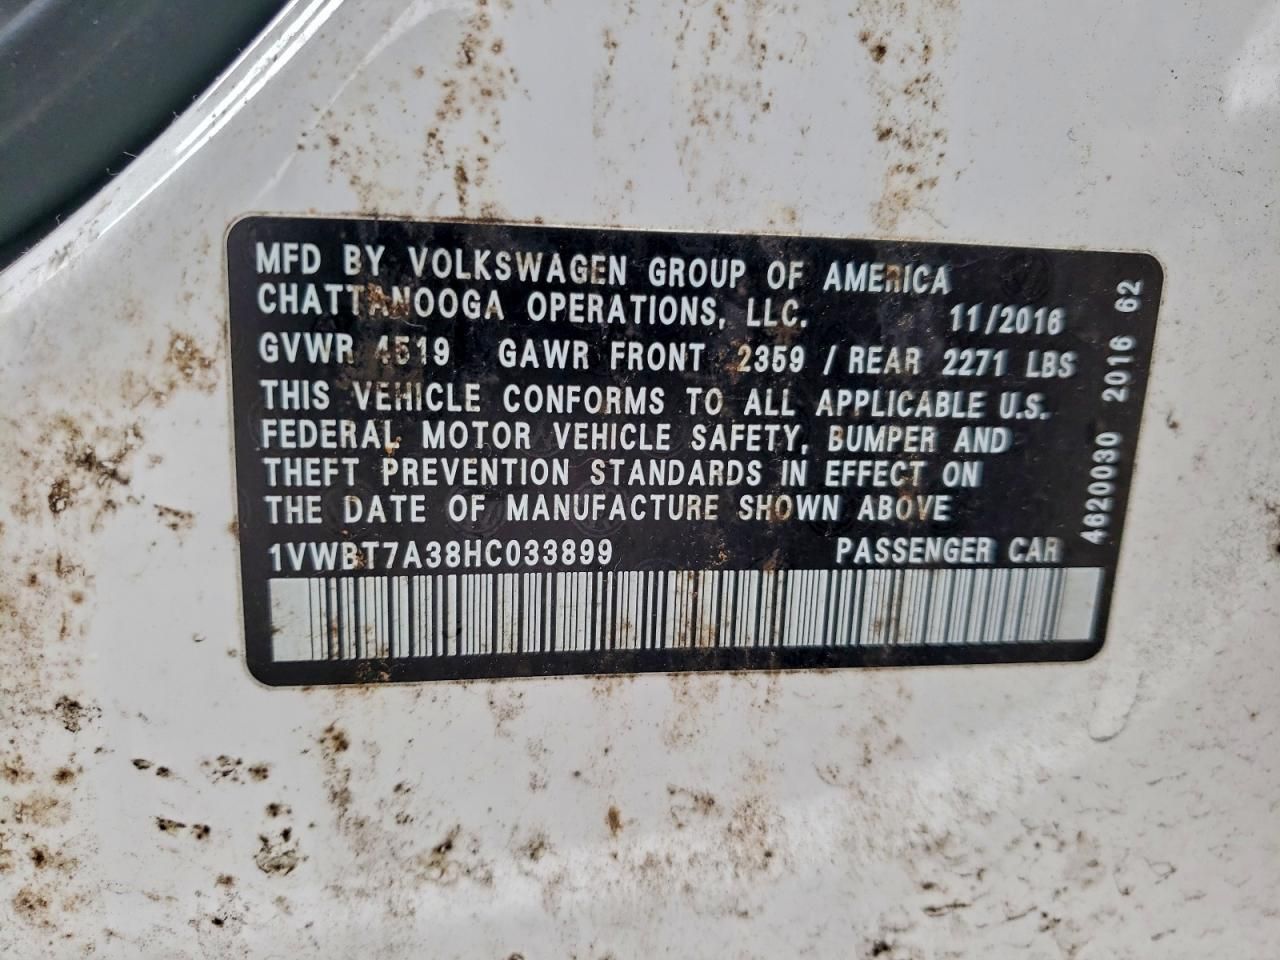 MFD BY VOLKSWAGEN GROUP OF AMERICA
CHATTANOOGA OPERATIONS, LLC. 11/2016
GVWR 4519 GAWR FRONT 2359 / REAR 2271 LBS
THIS VEHICLE CONFORMS TO ALL APPLICABLE U.S.
FEDERAL MOTOR VEHICLE SAFETY, BUMPER AND
THEFT PREVENTION STANDARDS IN EFFECT ON
THE DATE OF MANUFACTURE SHOWN ABOVE
1VWBT7A38HC033899 PASSENGER CAR
4620030 2016 62